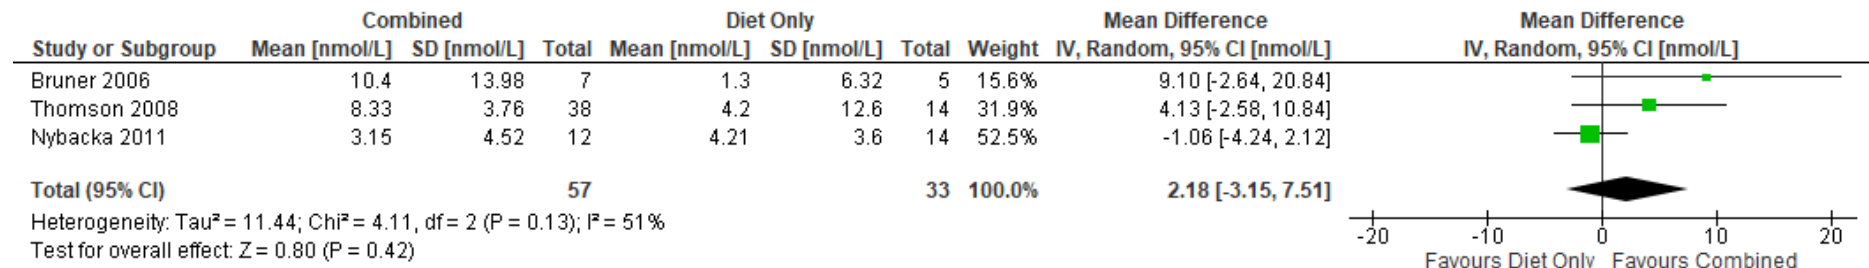 Combined Diet Only Mean Difference Mean Difference
Study or Subgroup Mean [nmol/L] SD [nmol/L] Total Mean [nmol/L] SD [nmol/L] Total Weight IV, Random, 95% CI [nmol/L] IV, Random, 95% CI [nmol/L]
Bruner 2006 10.4 13.98 7 1.3 6.32 5 15.6% 9.10 [-2.64, 20.84]
Thomson 2008 8.33 3.76 38 4.2 12.6 14 31.9% 4.13 [-2.58, 10.84]
Nybacka 2011 3.15 4.52 12 4.21 3.6 14 52.5% -1.06 [-4.24, 2.12]
Total (95% CI) 57 33 100.0% 2.18 [-3.15, 7.51]
Heterogeneity: Tau² = 11.44; Chi² = 4.11, df = 2 (P = 0.13); I² = 51%
Test for overall effect: Z = 0.80 (P = 0.42)
-20 -10 0 10 20
Favours Diet Only Favours Combined